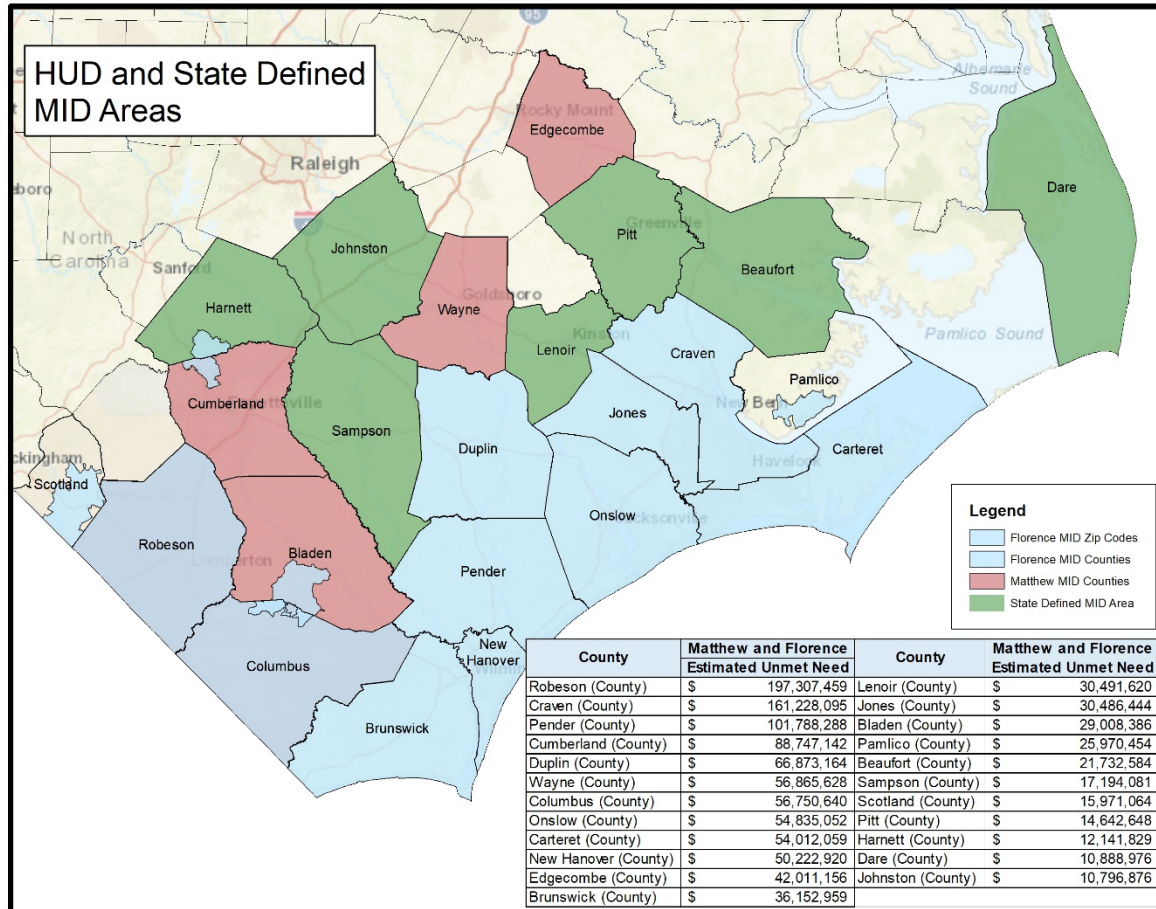 95
HUD and State Defined
MID Areas
Albemarle
Sound
Rocky Mount
Edgecombe
Raleigh
Dare
Greenville
Pitt
North
Carolina
Johnston
Sanford
Beaufort
Goldsboro
Harnett
Wayne
Kinston
Pamlico Sound
Lenoir
Craven
Pamlico
Cumberland
New Bern
Jones
Sampson
Duplin
Carteret
Havelock
Scotland
Onslow
Jacksonville
Robeson
Lumberton
Bladen
Pender
New
Hanover
Columbus
Brunswick
Legend
Florence MID Zip Codes
Florence MID Counties
Matthew MID Counties
State Defined MID Area
County Matthew and Florence Estimated Unmet Need County Matthew and Florence Estimated Unmet Need
Robeson (County) $ 197,307,459 Lenoir (County) $ 30,491,620
Craven (County) $ 161,228,095 Jones (County) $ 30,486,444
Pender (County) $ 101,788,288 Bladen (County) $ 29,008,386
Cumberland (County) $ 88,747,142 Pamlico (County) $ 25,970,454
Duplin (County) $ 66,873,164 Beaufort (County) $ 21,732,584
Wayne (County) $ 56,865,628 Sampson (County) $ 17,194,081
Columbus (County) $ 56,750,640 Scotland (County) $ 15,971,064
Onslow (County) $ 54,835,052 Pitt (County) $ 14,642,648
Carteret (County) $ 54,012,059 Harnett (County) $ 12,141,829
New Hanover (County) $ 50,222,920 Dare (County) $ 10,888,976
Edgecombe (County) $ 42,011,156 Johnston (County) $ 10,796,876
Brunswick (County) $ 36,152,959